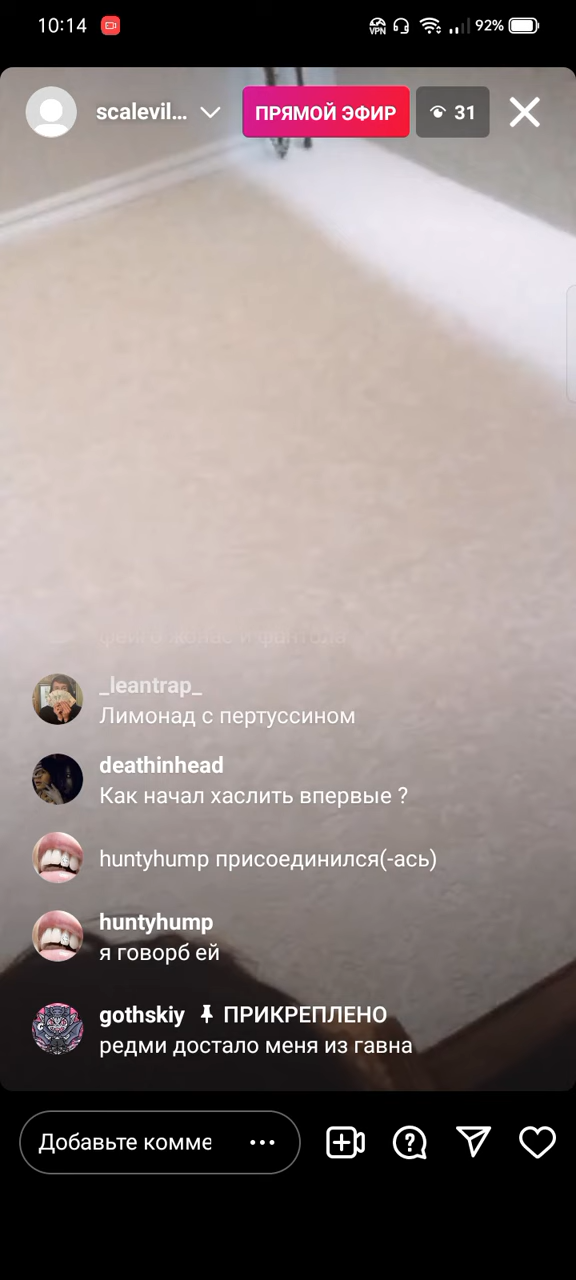 10:14
VPN
92%
scalevil...
ПРЯМОЙ ЭФИР
31
_leantrap_
Лимонад с пертуссином
deathinhead
Как начал хаслить впервые ?
huntyhump присоединился(-ась)
huntyhump
я говорб ей
gothskiy ПРИКРЕПЛЕНО
редми достало меня из гавна
Добавьте комме